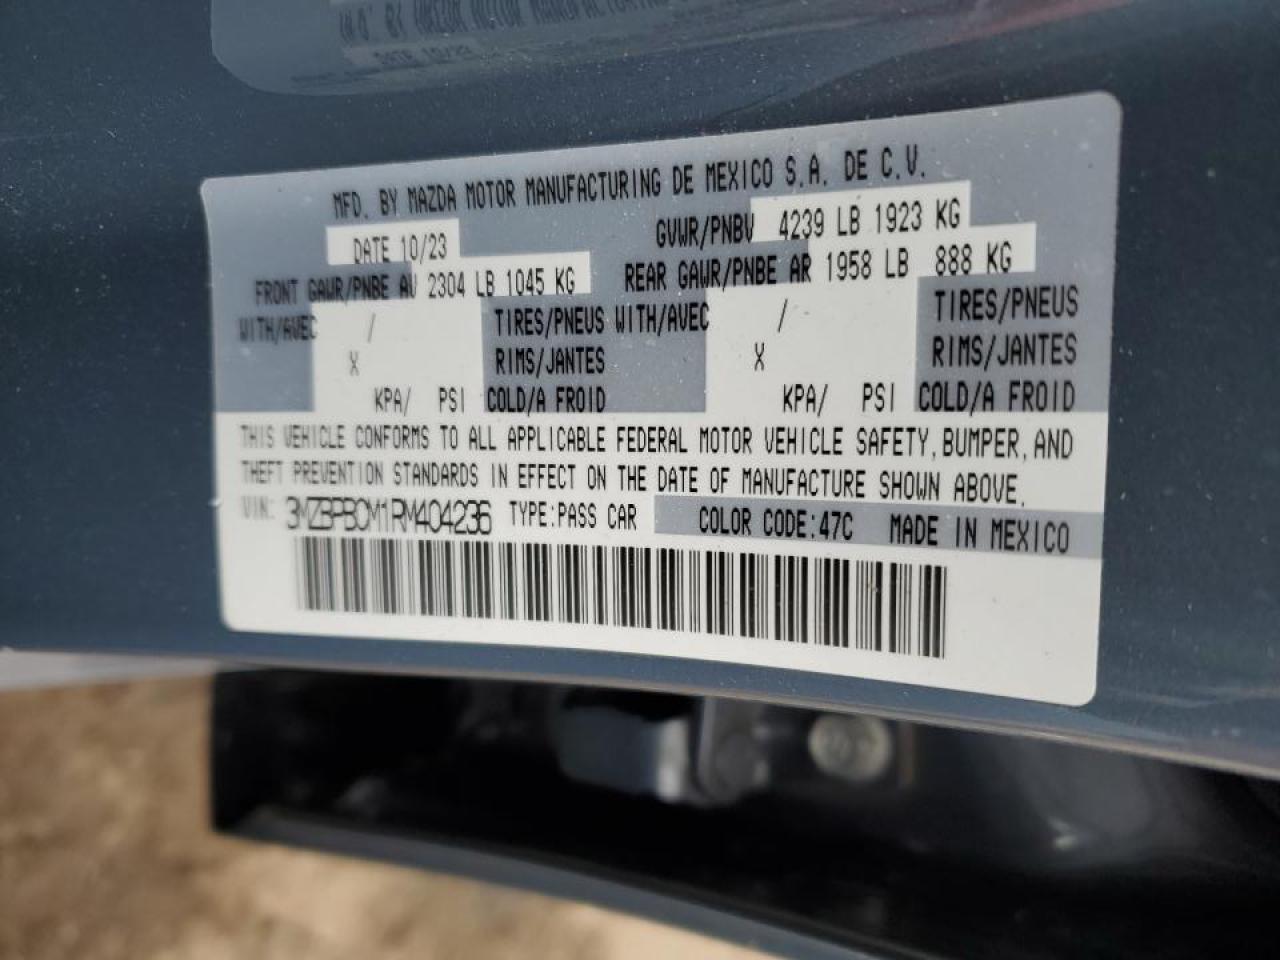 MFD. BY MAZDA MOTOR MANUFACTURING DE MEXICO S.A. DE C.V.
DATE 10/23 GVWR/PNBV 4239 LB 1923 KG
FRONT GAWR/PNBE AV 2304 LB 1045 KG REAR GAWR/PNBE AR 1958 LB 888 KG
WITH/AVEC / TIRES/PNEUS WITH/AVEC / TIRES/PNEUS
X RIMS/JANTES X RIMS/JANTES
KPA/ PSI COLD/A FROID KPA/ PSI COLD/A FROID
THIS VEHICLE CONFORMS TO ALL APPLICABLE FEDERAL MOTOR VEHICLE SAFETY, BUMPER, AND
THEFT PREVENTION STANDARDS IN EFFECT ON THE DATE OF MANUFACTURE SHOWN ABOVE.
VIN: 3MZBPBCM1RM404236 TYPE:PASS CAR COLOR CODE:47C MADE IN MEXICO